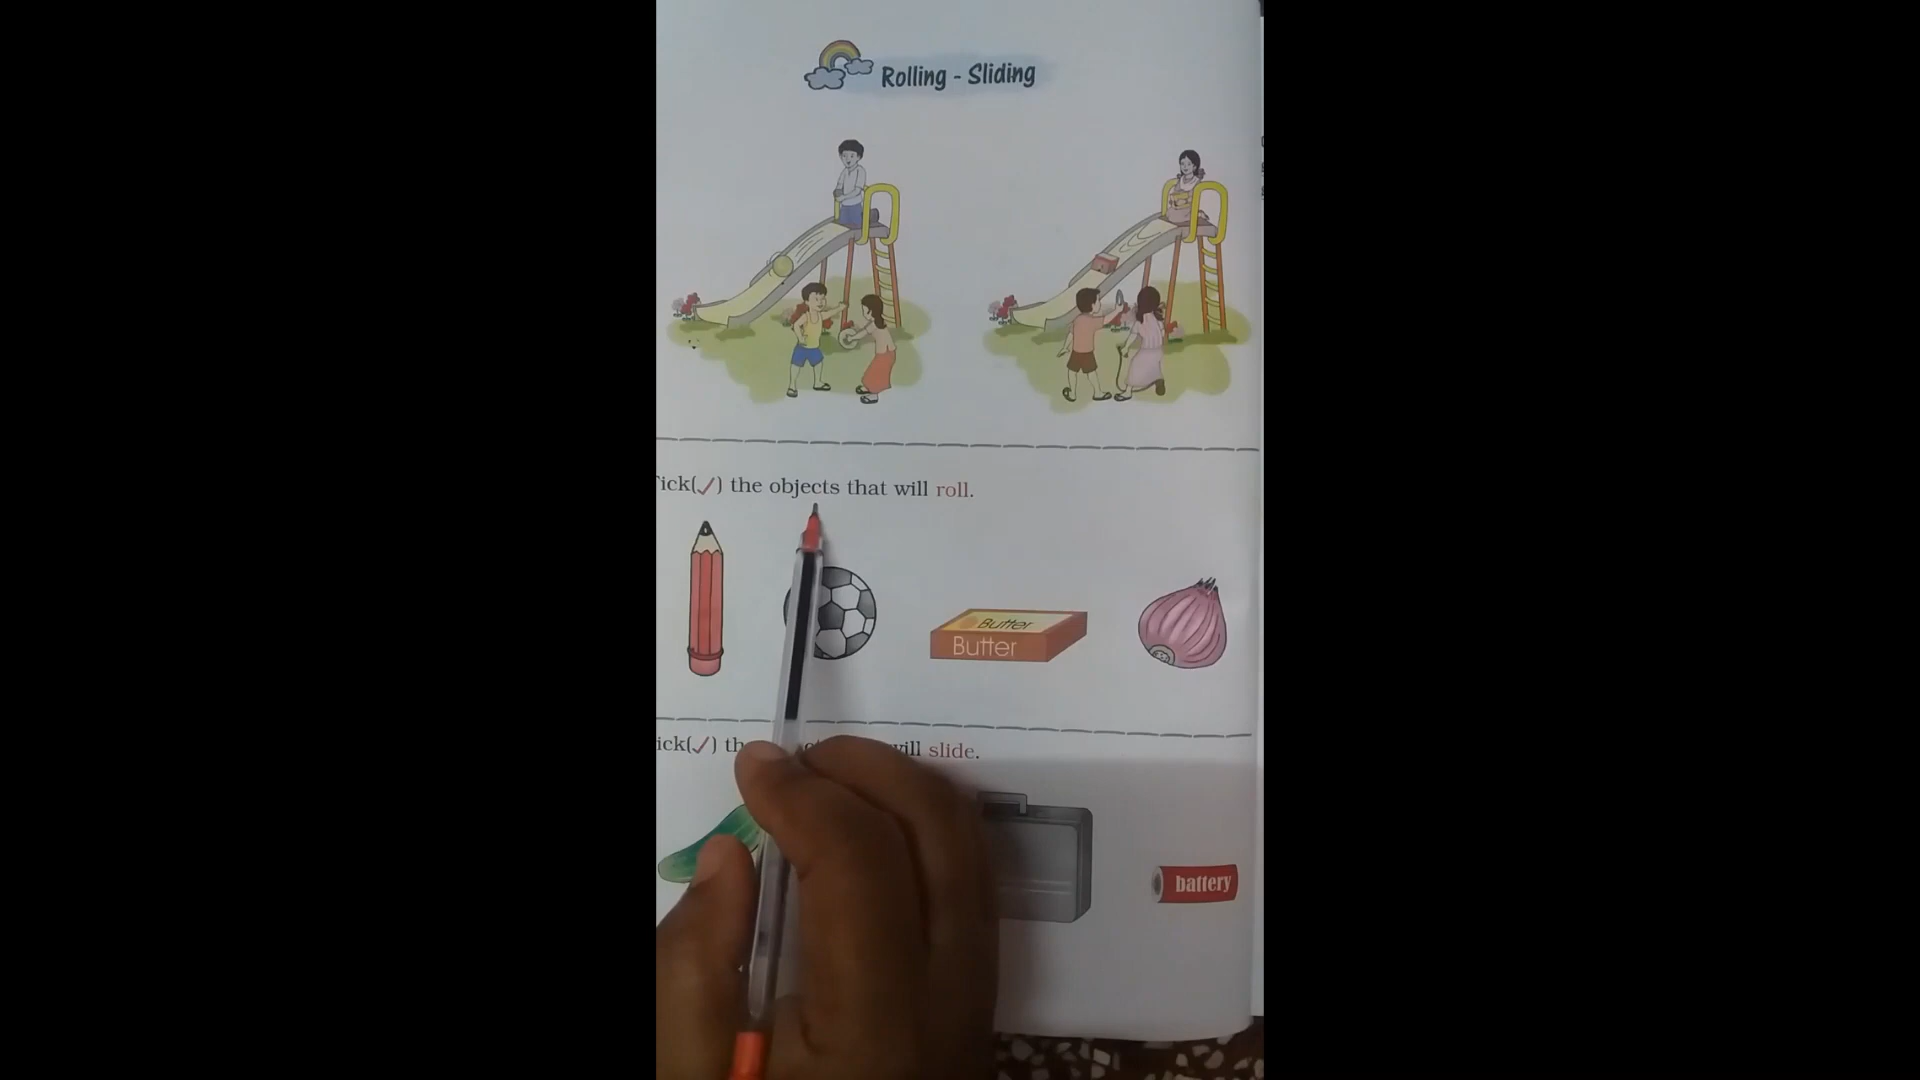 Rolling - Sliding
ick(✓) the objects that will roll.
Butter
Butter
ick(✓) th will slide.
battery